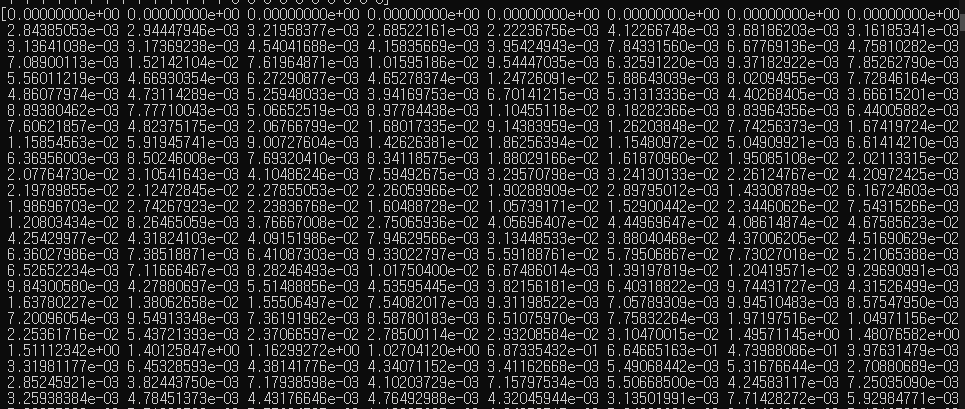 [0.00000000e+00 0.00000000e+00 0.00000000e+00 0.00000000e+00 0.00000000e+00 0.00000000e+00 0.00000000e+00 0.00000000e+00
2.84385053e-03 2.94447946e-03 3.21958377e-03 2.68522161e-03 2.22236756e-03 4.12266748e-03 3.68186203e-03 3.16185341e-03
3.13641038e-03 3.17369238e-03 4.54041688e-03 4.15835669e-03 3.95424943e-03 7.84331560e-03 6.67769136e-03 4.75810282e-03
7.08900113e-03 1.52142104e-02 7.61964871e-03 1.01595186e-02 9.54447035e-03 6.32591220e-03 9.37182922e-03 7.85262790e-03
5.56011219e-03 4.66930354e-03 6.27290877e-03 4.65278374e-03 1.24726091e-02 5.88643039e-03 8.02094955e-03 7.72846164e-03
4.86077974e-03 4.73114289e-03 5.25948033e-03 3.94169753e-03 6.70141215e-03 5.31313336e-03 4.40268405e-03 3.66615201e-03
8.89380462e-03 7.77710043e-03 5.06652519e-03 8.97784438e-03 1.10455118e-02 8.18282366e-03 8.83964356e-03 6.44005882e-03
7.60621857e-03 4.82375175e-03 2.06766799e-02 1.68017335e-02 9.14383959e-03 1.26203848e-02 7.74256373e-03 1.67419724e-02
1.15854563e-02 5.91945741e-03 9.00727604e-03 1.42626381e-02 1.86256394e-02 1.15480972e-02 5.04909921e-03 6.61414210e-03
6.36956003e-03 8.50246008e-03 7.69320410e-03 8.34118575e-03 1.88029166e-02 1.61870960e-02 1.95085108e-02 2.02113315e-02
2.07764730e-02 3.10541643e-02 4.10486246e-03 7.59492675e-03 3.29570798e-03 3.24130133e-02 2.26124767e-02 4.20972425e-03
2.19789855e-02 2.12472845e-02 2.27855053e-02 2.26059966e-02 1.90288909e-02 2.89795012e-03 1.43308789e-02 6.16724603e-03
1.98696703e-02 2.74267923e-02 2.23836768e-02 1.60488728e-02 1.05739171e-02 1.52900442e-02 2.34460626e-02 7.54315266e-03
1.20803434e-02 8.26465059e-03 3.76667008e-02 2.75065936e-02 4.05696407e-02 4.44969647e-02 4.08614874e-02 4.67585623e-02
4.25429977e-02 4.31824103e-02 4.09151986e-02 7.94629566e-03 3.13448533e-02 3.88040468e-02 4.37006205e-02 4.51690629e-02
6.36027986e-03 7.38518871e-03 6.41087303e-03 9.33022797e-03 5.59188761e-02 5.79506867e-02 7.73027018e-02 5.21065388e-03
6.52652234e-03 7.11666467e-03 8.28246493e-03 1.01750400e-02 6.67486014e-03 1.39197819e-02 1.20419571e-02 9.29690991e-03
9.84300580e-03 4.27880697e-03 5.51488856e-03 4.53595445e-03 3.82156181e-03 6.40318822e-03 9.74431727e-03 4.31526499e-03
1.63780227e-02 1.38062658e-02 1.55506497e-02 7.54082017e-03 9.31198522e-03 7.05789309e-03 9.94510483e-03 8.57547950e-03
7.20096054e-03 9.54913348e-03 7.36191962e-03 8.58780183e-03 6.51075970e-03 7.75832264e-03 1.97197516e-02 1.04971156e-02
2.25361716e-02 5.43721393e-03 2.37066597e-02 2.78500114e-02 2.93208584e-02 3.10470015e-02 1.49571145e+00 1.48076582e+00
1.51112342e+00 1.40125847e+00 1.16299272e+00 1.02704120e+00 6.87335432e-01 6.64665163e-01 4.73988086e-01 3.97631479e-03
3.31981177e-03 6.45328593e-03 4.38141776e-03 4.34071152e-03 3.41162668e-03 5.49068442e-03 5.31676644e-03 2.70880689e-03
2.85245921e-03 3.82443750e-03 7.17938598e-03 4.10203729e-03 7.15797534e-03 5.50668500e-03 4.24583117e-03 7.25035090e-03
3.25938384e-03 4.78451373e-03 4.43176646e-03 4.76492988e-03 4.32045944e-03 3.13501991e-03 7.71428272e-03 5.92984771e-03